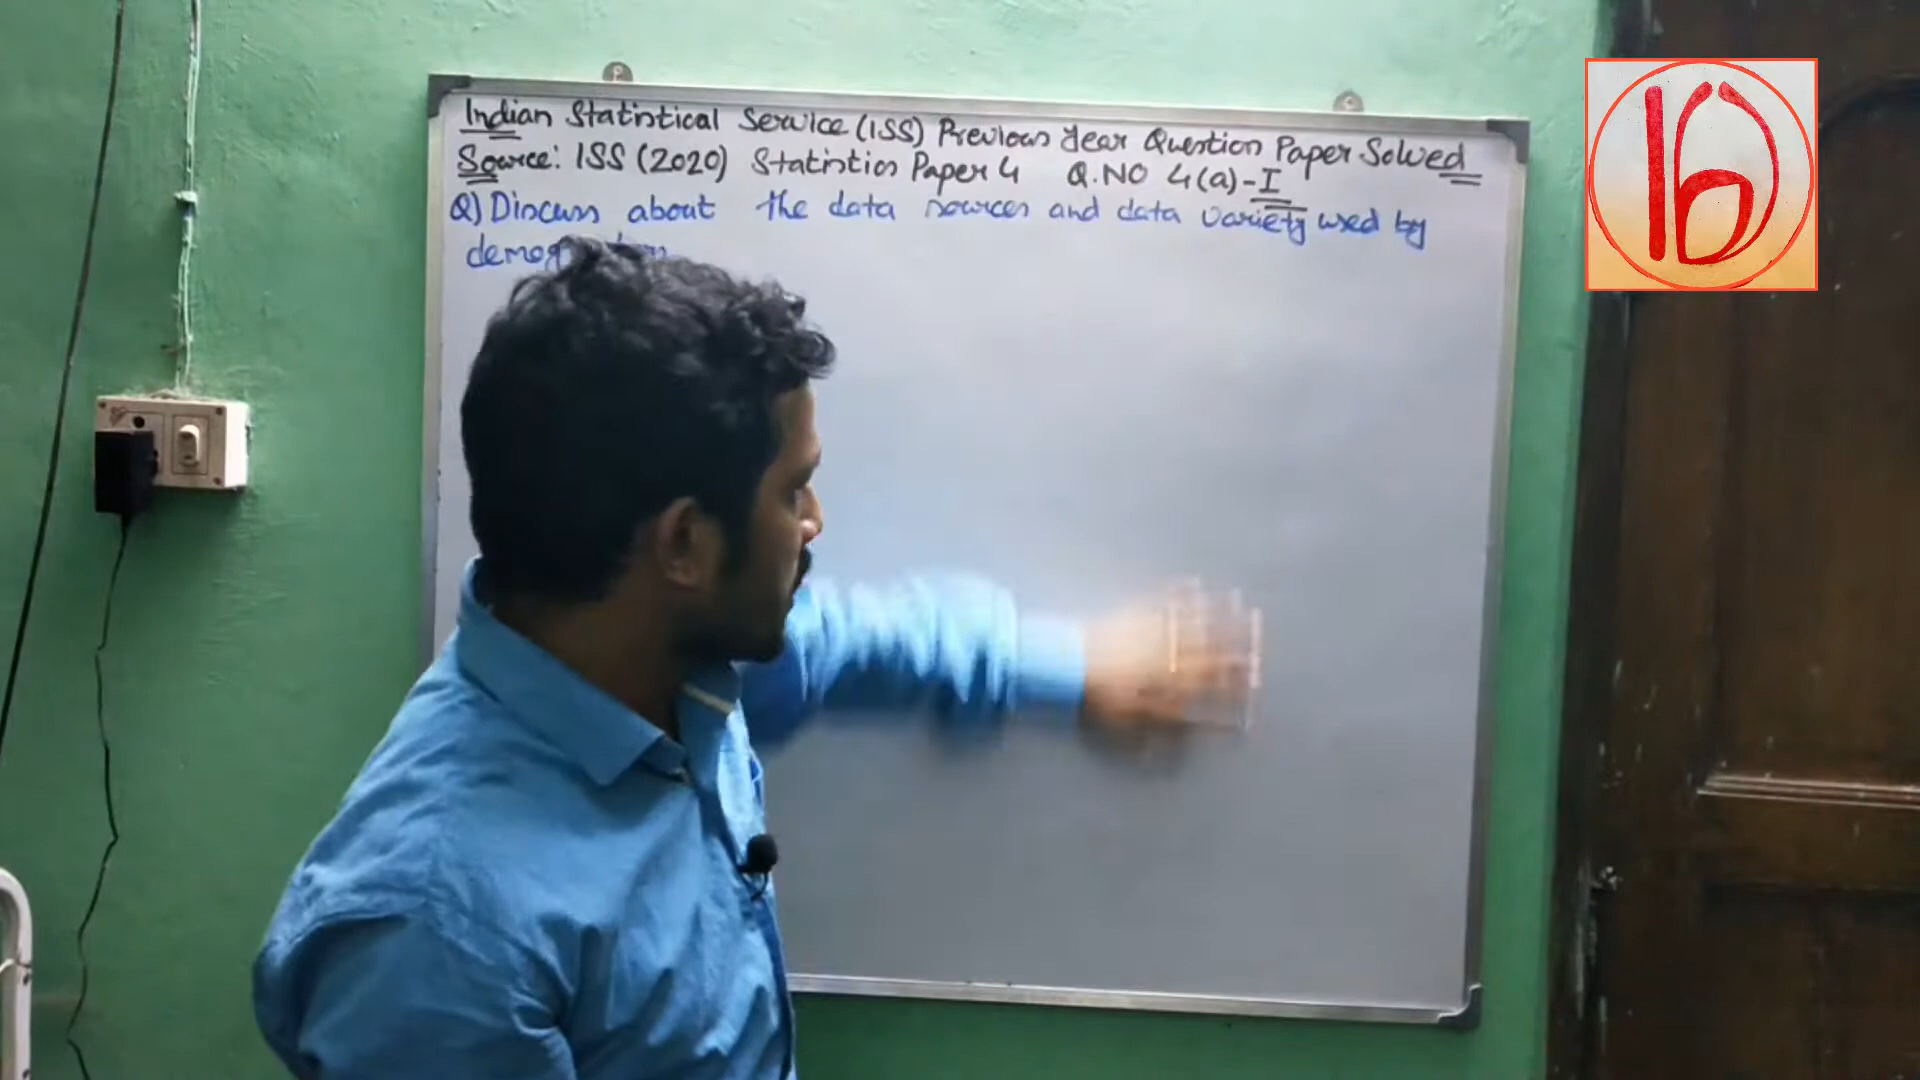 Indian Statistical Service (ISS) Previous Year Question Paper Solved
Source: ISS (2020) Statistics Paper 4 Q.NO 4(a)-I
Q) Discuss about the data sources and data variety used by